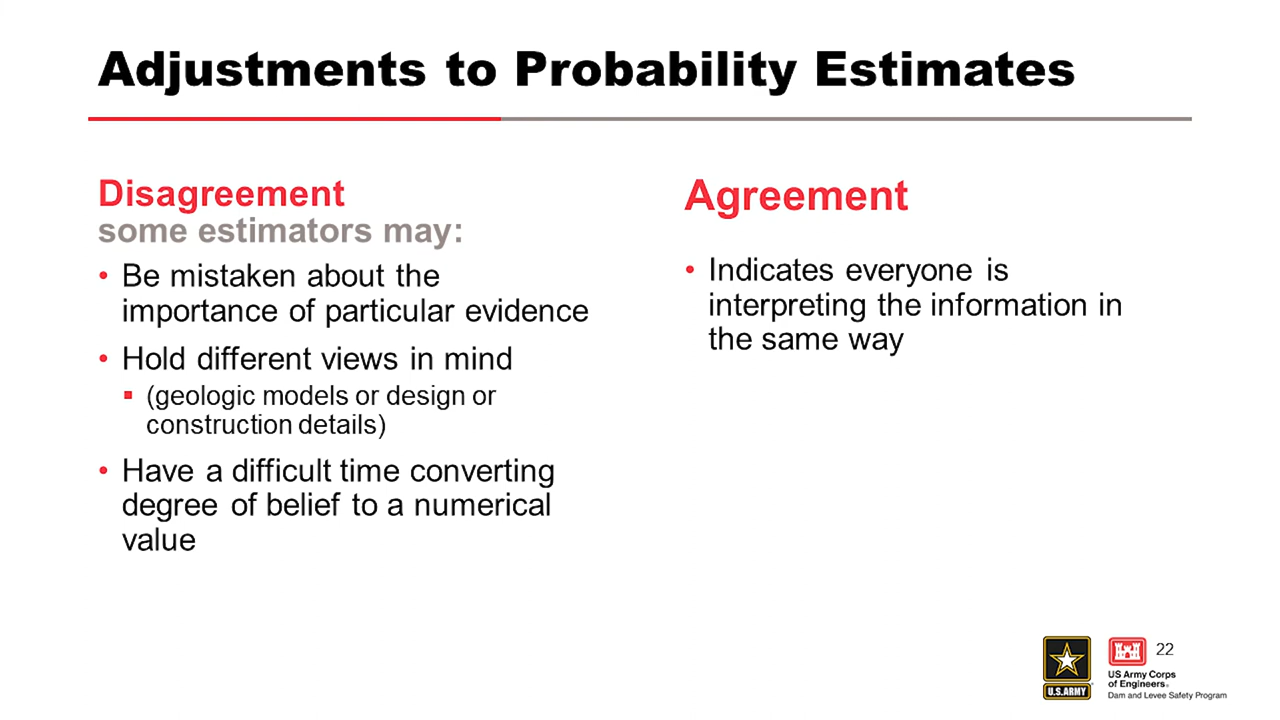 Adjustments to Probability Estimates
Disagreement
some estimators may:
• Be mistaken about the
importance of particular evidence
• Hold different views in mind
▪ (geologic models or design or
construction details)
• Have a difficult time converting
degree of belief to a numerical
value
Agreement
• Indicates everyone is
interpreting the information in
the same way
U.S.ARMY
22
US Army Corps
of Engineers®
Dam and Levee Safety Program